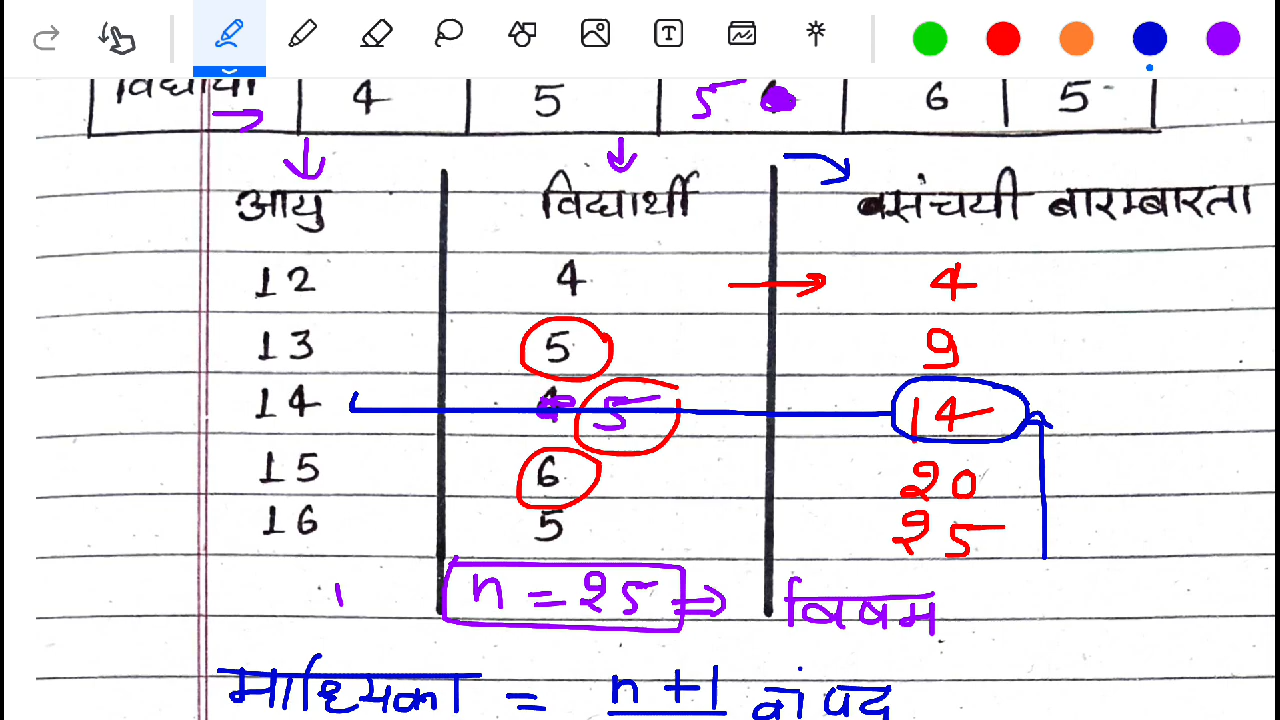 विद्यार्थी 4 5 5 6 5
आयु विद्यार्थी संचयी बारम्बारता
12 4 4
13 5 9
14 5 14
15 6 20
16 5 25
n = 25 ⇒ विषम
माध्यिका = n+1 वां पद